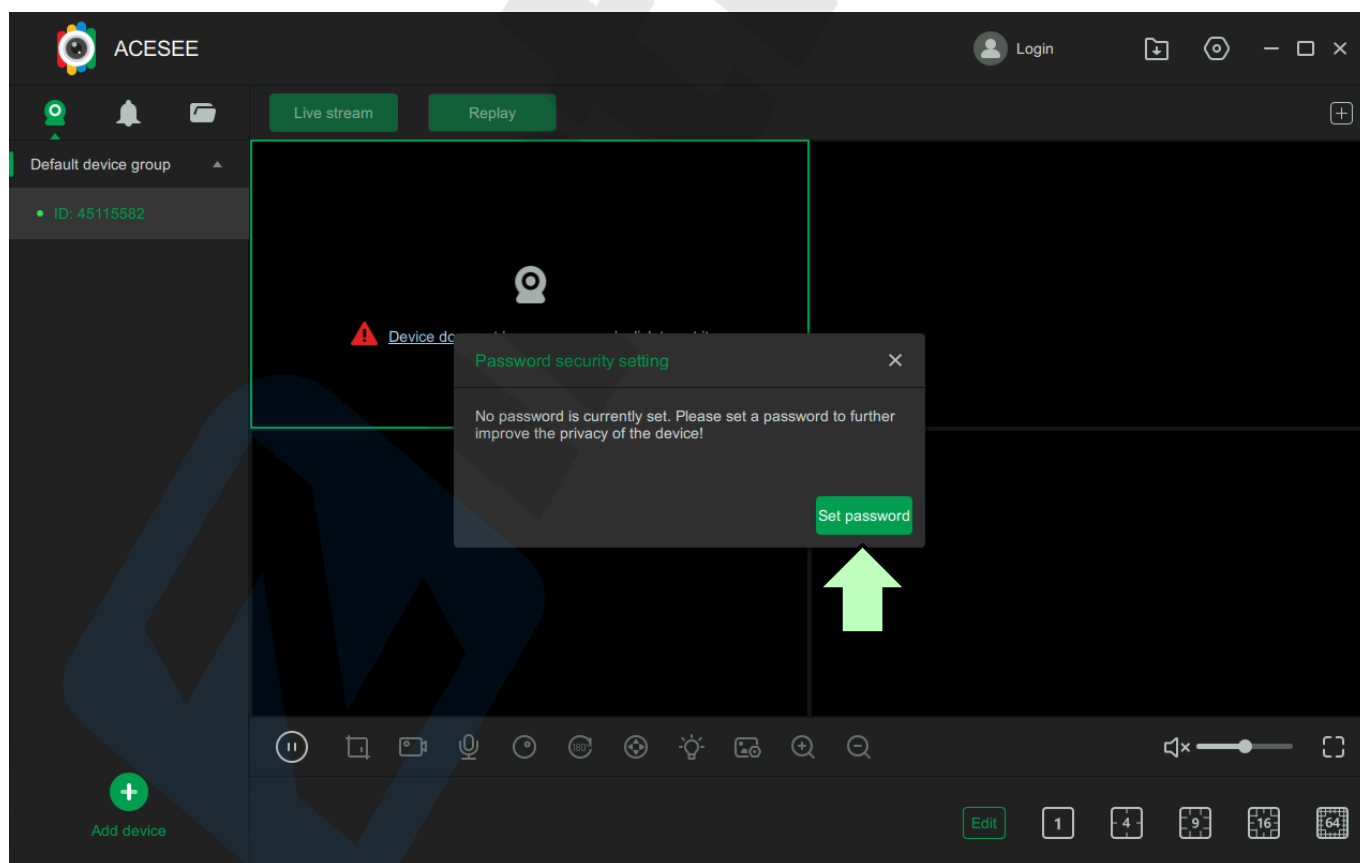 ACESEE
Login
Live stream
Replay
Default device group
ID: 45115582
Device do
Password security setting
No password is currently set. Please set a password to further
improve the privacy of the device!
Set password
180°
Add device
Edit
1
4
9
16
64